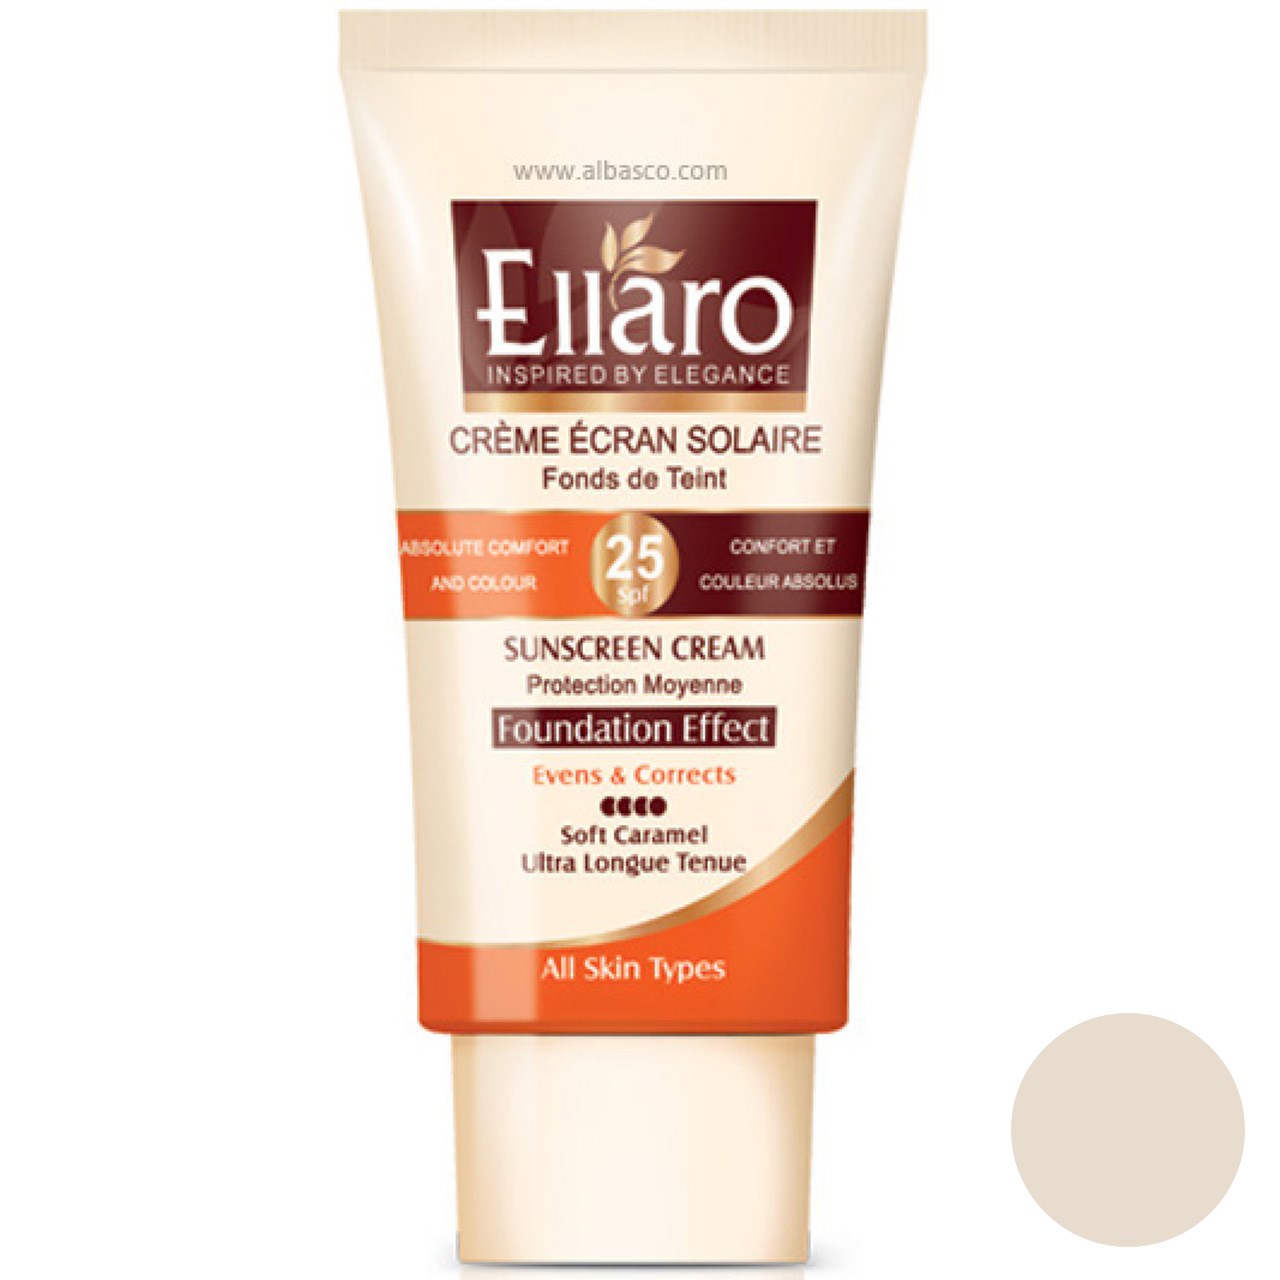 www.albasco.com
Ellaro
INSPIRED BY ELEGANCE
CRÈME ÉCRAN SOLAIRE
Fonds de Teint
ABSOLUTE COMFORT
AND COLOUR
25
spf
CONFORT ET
COULEUR ABSOLUS
SUNSCREEN CREAM
Protection Moyenne
Foundation Effect
Evens & Corrects
Soft Caramel
Ultra Longue Tenue
All Skin Types